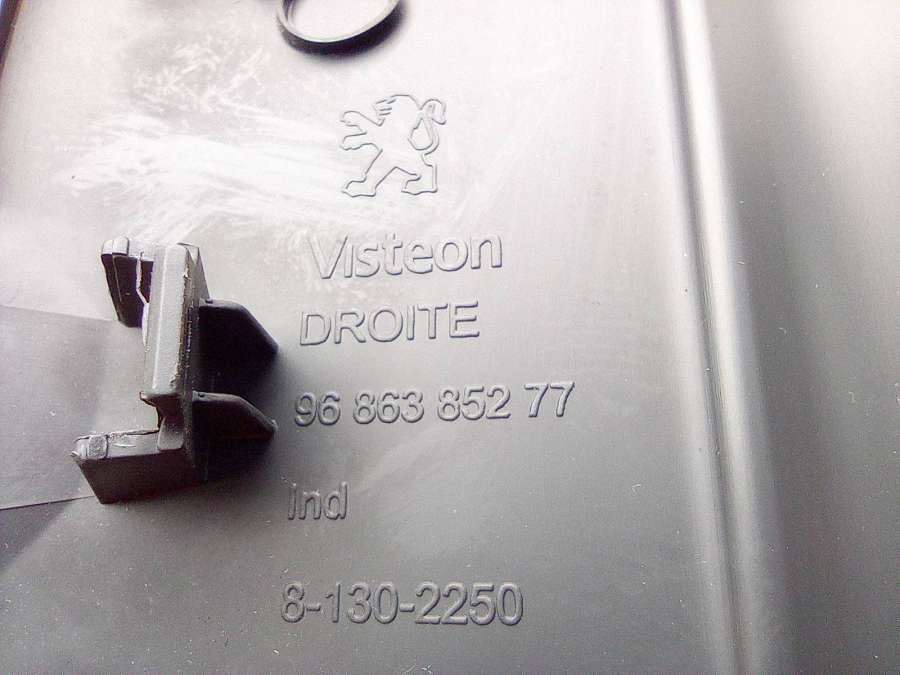 Visteon
DROITE
96 863 852 77
Ind
8-130-2250